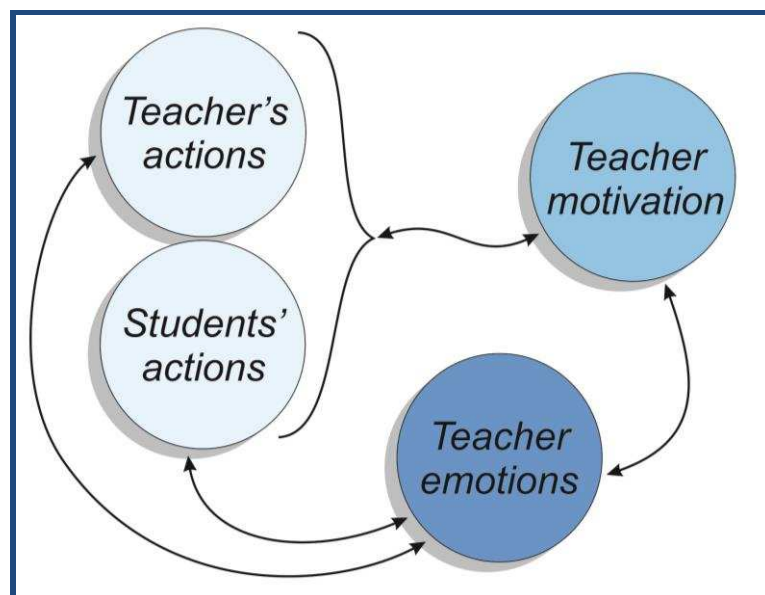 Teacher’s
actions
Teacher
motivation
Students’
actions
Teacher
emotions